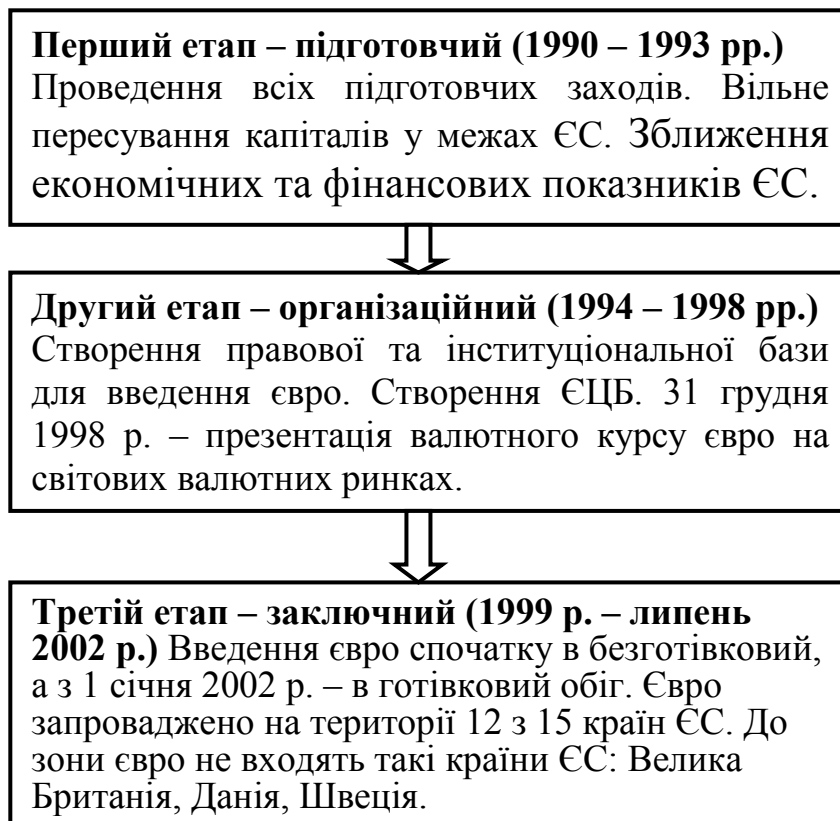 Перший етап – підготовчий (1990 – 1993 рр.)
Проведення всіх підготовчих заходів. Вільне
пересування капіталів у межах ЄС. Зближення
економічних та фінансових показників ЄС.
Другий етап – організаційний (1994 – 1998 рр.)
Створення правової та інституціональної бази
для введення євро. Створення ЄЦБ. 31 грудня
1998 р. – презентація валютного курсу євро на
світових валютних ринках.
Третій етап – заключний (1999 р. – липень
2002 р.) Введення євро спочатку в безготівковий,
а з 1 січня 2002 р. – в готівковий обіг. Євро
запроваджено на території 12 з 15 країн ЄС. До
зони євро не входять такі країни ЄС: Велика
Британія, Данія, Швеція.